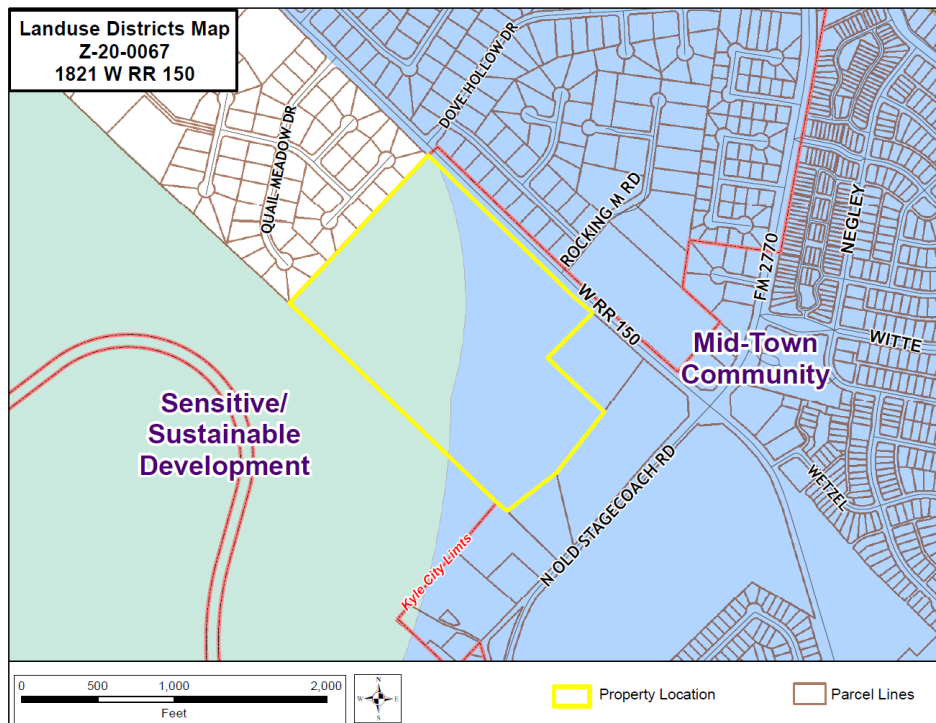 Landuse Districts Map
Z-20-0067
1821 W RR 150
DOVE HOLLOW DR
QUAIL MEADOW DR
ROCKING M RD
FM 2770
NEGLEY
W RR 150
WITTE
Mid-Town
Community
Sensitive/
Sustainable
Development
WETZEL
N OLD STAGECOACH RD
Kyle City Limts
0 500 1,000 2,000
Feet
N
W E
S
Property Location
Parcel Lines